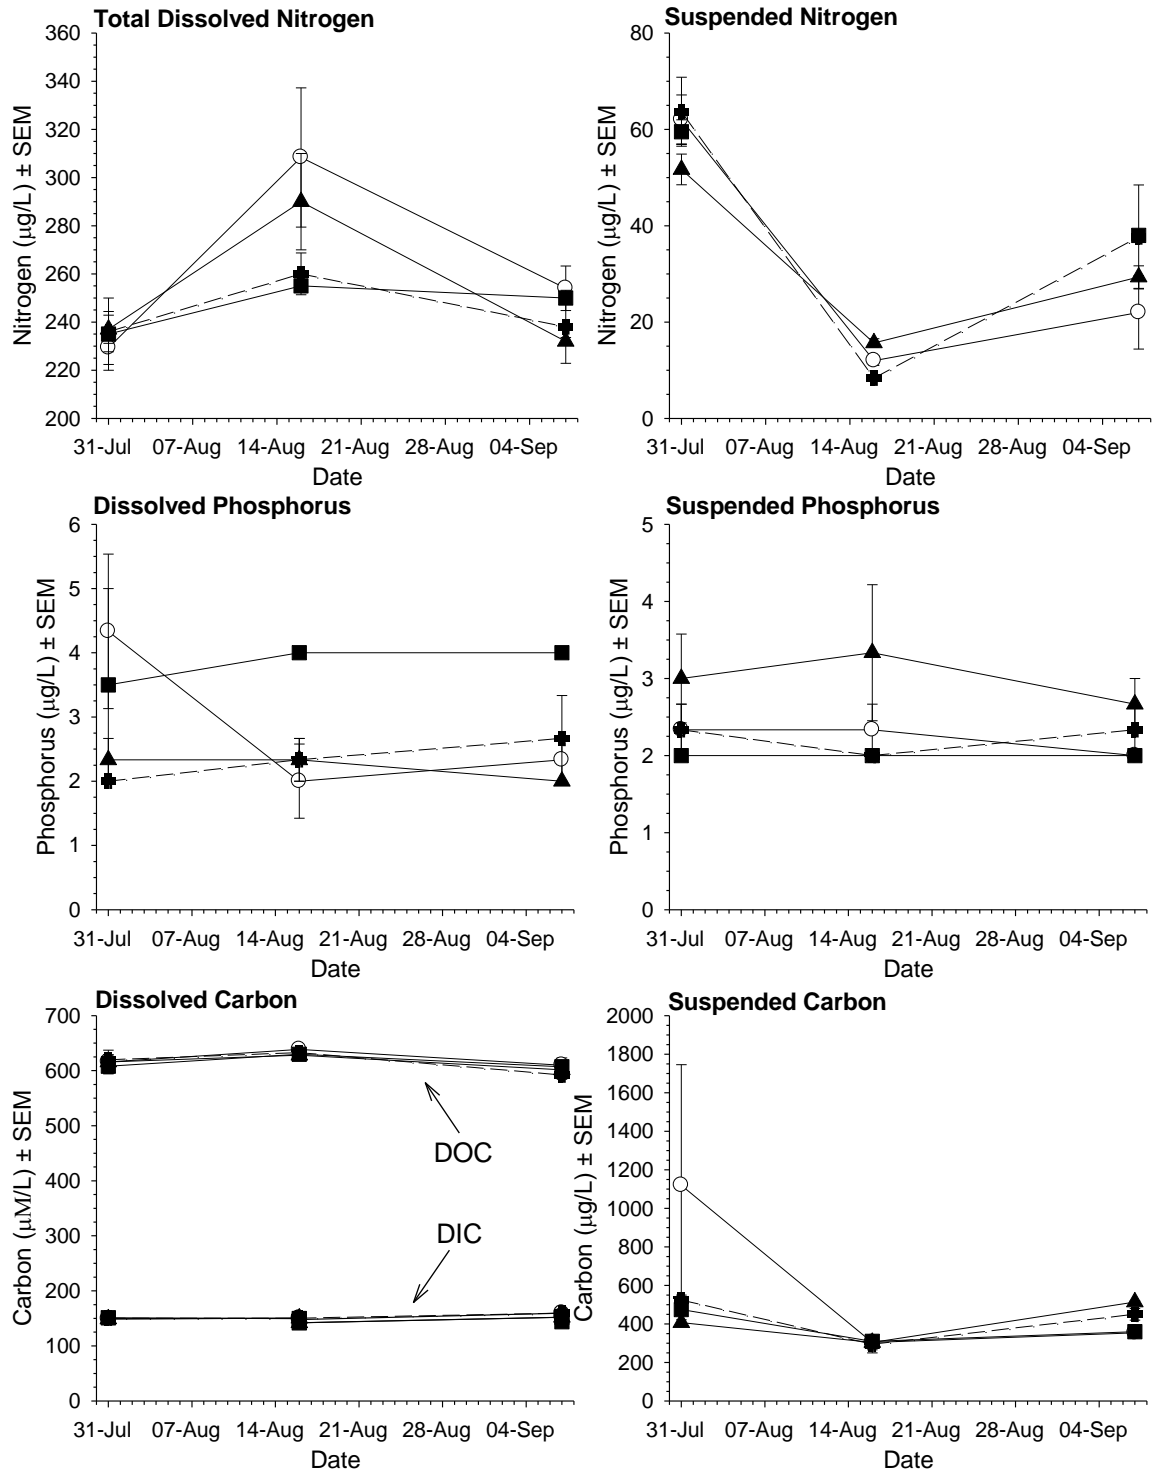 Total Dissolved Nitrogen
Nitrogen (μg/L) ± SEM
360
340
320
300
280
260
240
220
200
31-Jul 07-Aug 14-Aug 21-Aug 28-Aug 04-Sep
Date
Suspended Nitrogen
Nitrogen (μg/L) ± SEM
80
60
40
20
0
31-Jul 07-Aug 14-Aug 21-Aug 28-Aug 04-Sep
Date
Dissolved Phosphorus
Phosphorus (μg/L) ± SEM
6
5
4
3
2
1
0
31-Jul 07-Aug 14-Aug 21-Aug 28-Aug 04-Sep
Date
Suspended Phosphorus
Phosphorus (μg/L) ± SEM
5
4
3
2
1
0
31-Jul 07-Aug 14-Aug 21-Aug 28-Aug 04-Sep
Date
Dissolved Carbon
Carbon (μM/L) ± SEM
700
600
500
400
300
200
100
0
DOC
DIC
31-Jul 07-Aug 14-Aug 21-Aug 28-Aug 04-Sep
Date
Suspended Carbon
Carbon (μg/L) ± SEM
2000
1800
1600
1400
1200
1000
800
600
400
200
0
31-Jul 07-Aug 14-Aug 21-Aug 28-Aug 04-Sep
Date